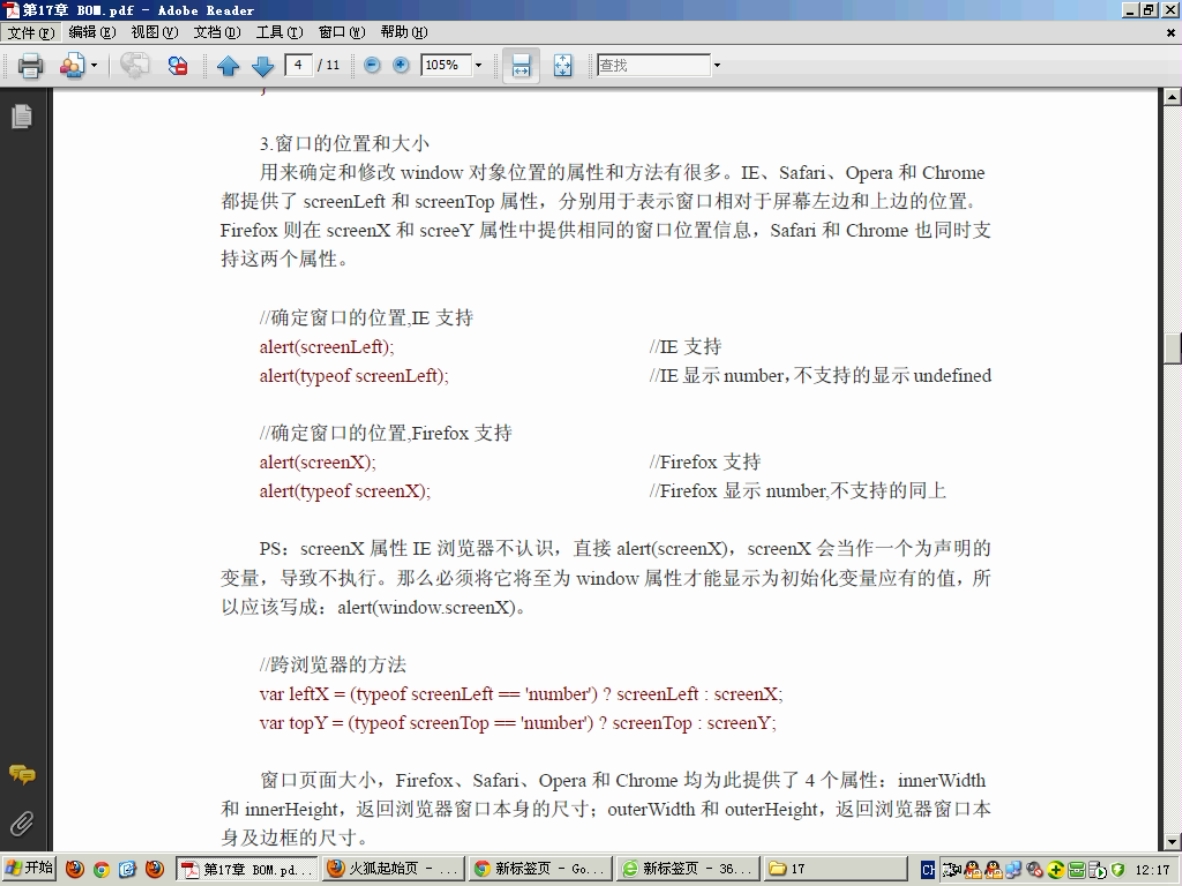 第17章 BOM.pdf - Adobe Reader
文件(F) 编辑(E) 视图(V) 文档(D) 工具(T) 窗口(W) 帮助(H)
4 / 11 105% 查找
3.窗口的位置和大小
用来确定和修改 window 对象位置的属性和方法有很多。IE、Safari、Opera 和 Chrome
都提供了 screenLeft 和 screenTop 属性，分别用于表示窗口相对于屏幕左边和上边的位置。
Firefox 则在 screenX 和 screeY 属性中提供相同的窗口位置信息，Safari 和 Chrome 也同时支
持这两个属性。
//确定窗口的位置,IE 支持
alert(screenLeft); //IE 支持
alert(typeof screenLeft); //IE 显示 number，不支持的显示 undefined
//确定窗口的位置,Firefox 支持
alert(screenX); //Firefox 支持
alert(typeof screenX); //Firefox 显示 number,不支持的同上
PS：screenX 属性 IE 浏览器不认识，直接 alert(screenX)，screenX 会当作一个为声明的
变量，导致不执行。那么必须将它将至为 window 属性才能显示为初始化变量应有的值，所
以应该写成：alert(window.screenX)。
//跨浏览器的方法
var leftX = (typeof screenLeft == 'number') ? screenLeft : screenX;
var topY = (typeof screenTop == 'number') ? screenTop : screenY;
窗口页面大小，Firefox、Safari、Opera 和 Chrome 均为此提供了 4 个属性：innerWidth
和 innerHeight，返回浏览器窗口本身的尺寸；outerWidth 和 outerHeight，返回浏览器窗口本
身及边框的尺寸。
开始 第17章 BOM.pd... 火狐起始页 - ... 新标签页 - Go... 新标签页 - 36... 17 CH 12:17